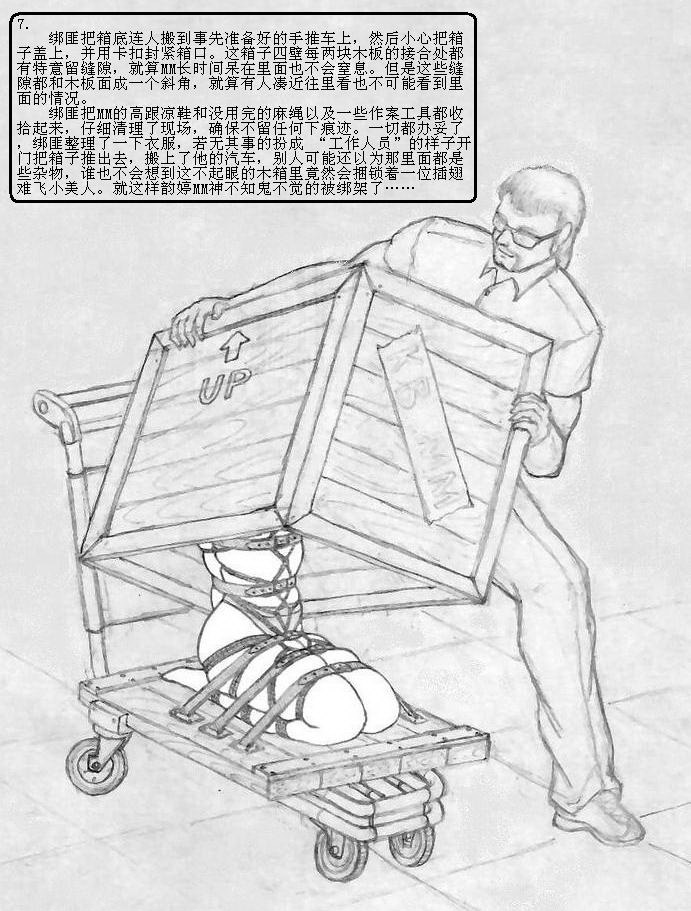 7.
绑匪把箱底连人搬到事先准备好的手推车上，然后小心把箱
子盖上，并用卡扣封紧箱口。这箱子四壁每两块木板的接合处都
有特意留缝隙，就算MM长时间呆在里面也不会窒息。但是这些缝
隙都和木板面成一个斜角，就算有人凑近往里看也不可能看到里
面的情况。
绑匪把MM的高跟凉鞋和没用完的麻绳以及一些作案工具都收
拾起来，仔细清理了现场，确保不留任何下痕迹。一切都办妥了
，绑匪整理了一下衣服，若无其事的扮成 “工作人员”的样子开
门把箱子推出去，搬上了他的汽车，别人可能还以为那里面都是
些杂物，谁也不会想到这不起眼的木箱里竟然会捆锁着一位插翅
难飞小美人。就这样韵婷MM神不知鬼不觉的被绑架了……
UP
KB MM